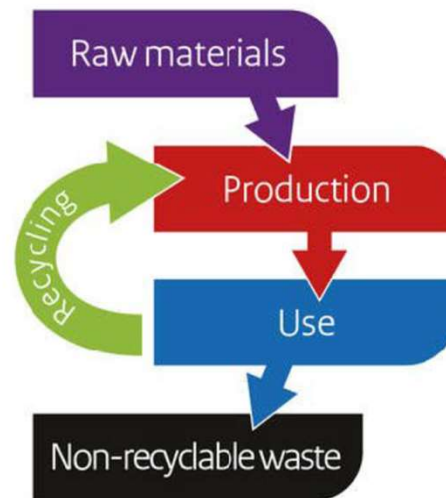 Raw materials
Production
Recycling
Use
Non-recyclable waste